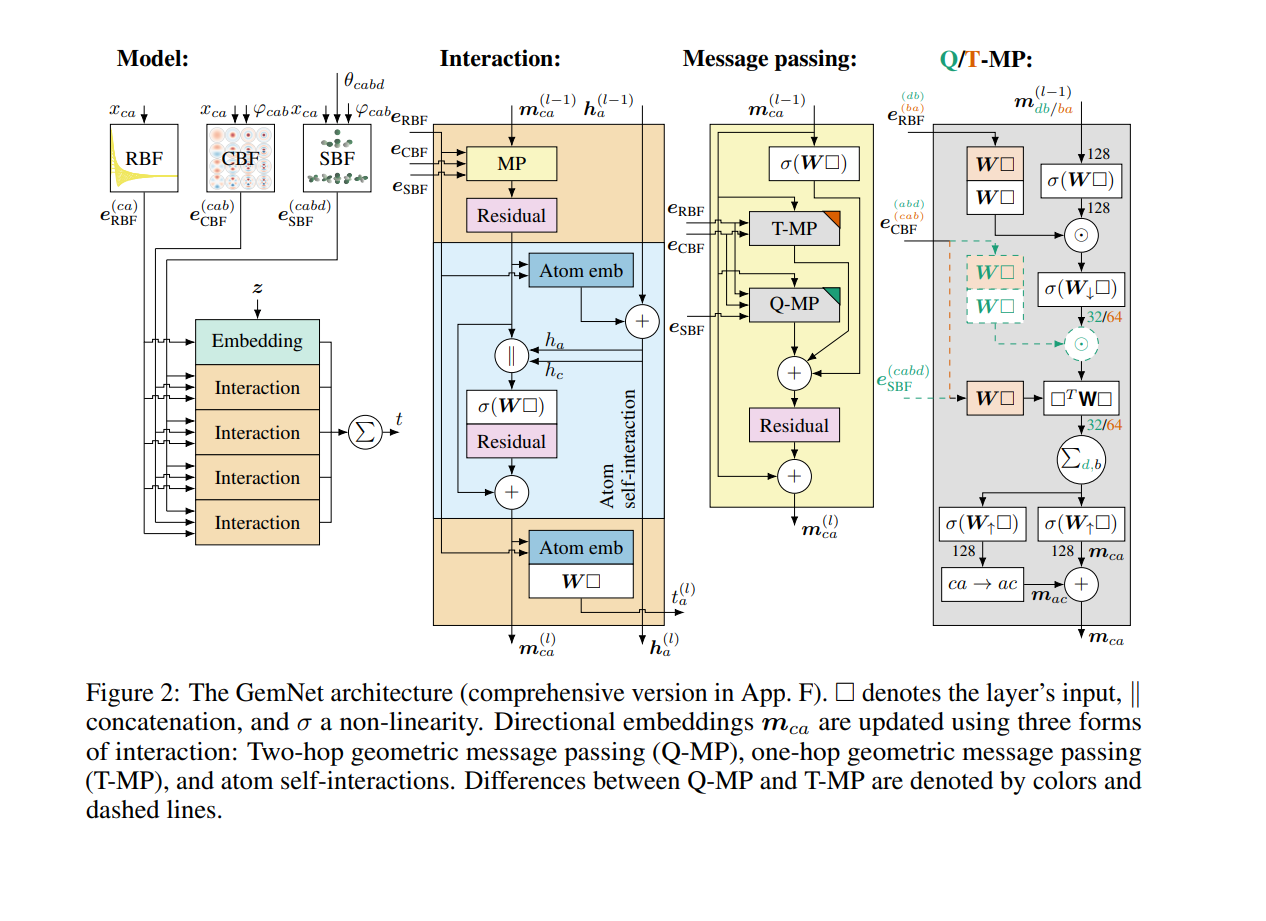 Model:
Interaction:
Message passing:
Q/T-MP:
θ_cabd
x_ca
x_ca φ_cab
x_ca φ_cab
RBF
CBF
SBF
e_RBF^(ca)
e_CBF^(cab)
e_SBF^(cabd)
z
Embedding
Interaction
Interaction
Interaction
Interaction
∑
t
m_ca^(l−1) h_a^(l−1)
e_RBF
e_CBF
e_SBF
MP
Residual
Atom emb
+
∥
h_a
h_c
σ(W□)
Residual
+
Atom
self-interaction
Atom emb
W□
t_a^(l)
m_ca^(l)
h_a^(l)
m_ca^(l−1)
σ(W□)
e_RBF
e_CBF
T-MP
Q-MP
e_SBF
+
Residual
+
m_ca^(l)
m_db/ba^(l−1)
e_RBF^(db)(ba)
128
W□
W□
σ(W□)
128
e_CBF^(abd)(cab)
⊙
W□
W□
σ(W↓□)
32/64
⊙
e_SBF^(cabd)
W□
□^T W□
32/64
∑_d,b
σ(W↑□)
σ(W↑□)
128
128
m_ca
ca → ac
m_ac
+
m_ca
Figure 2: The GemNet architecture (comprehensive version in App. F). □ denotes the layer's input, ∥
concatenation, and σ a non-linearity. Directional embeddings m_ca are updated using three forms
of interaction: Two-hop geometric message passing (Q-MP), one-hop geometric message passing
(T-MP), and atom self-interactions. Differences between Q-MP and T-MP are denoted by colors and
dashed lines.